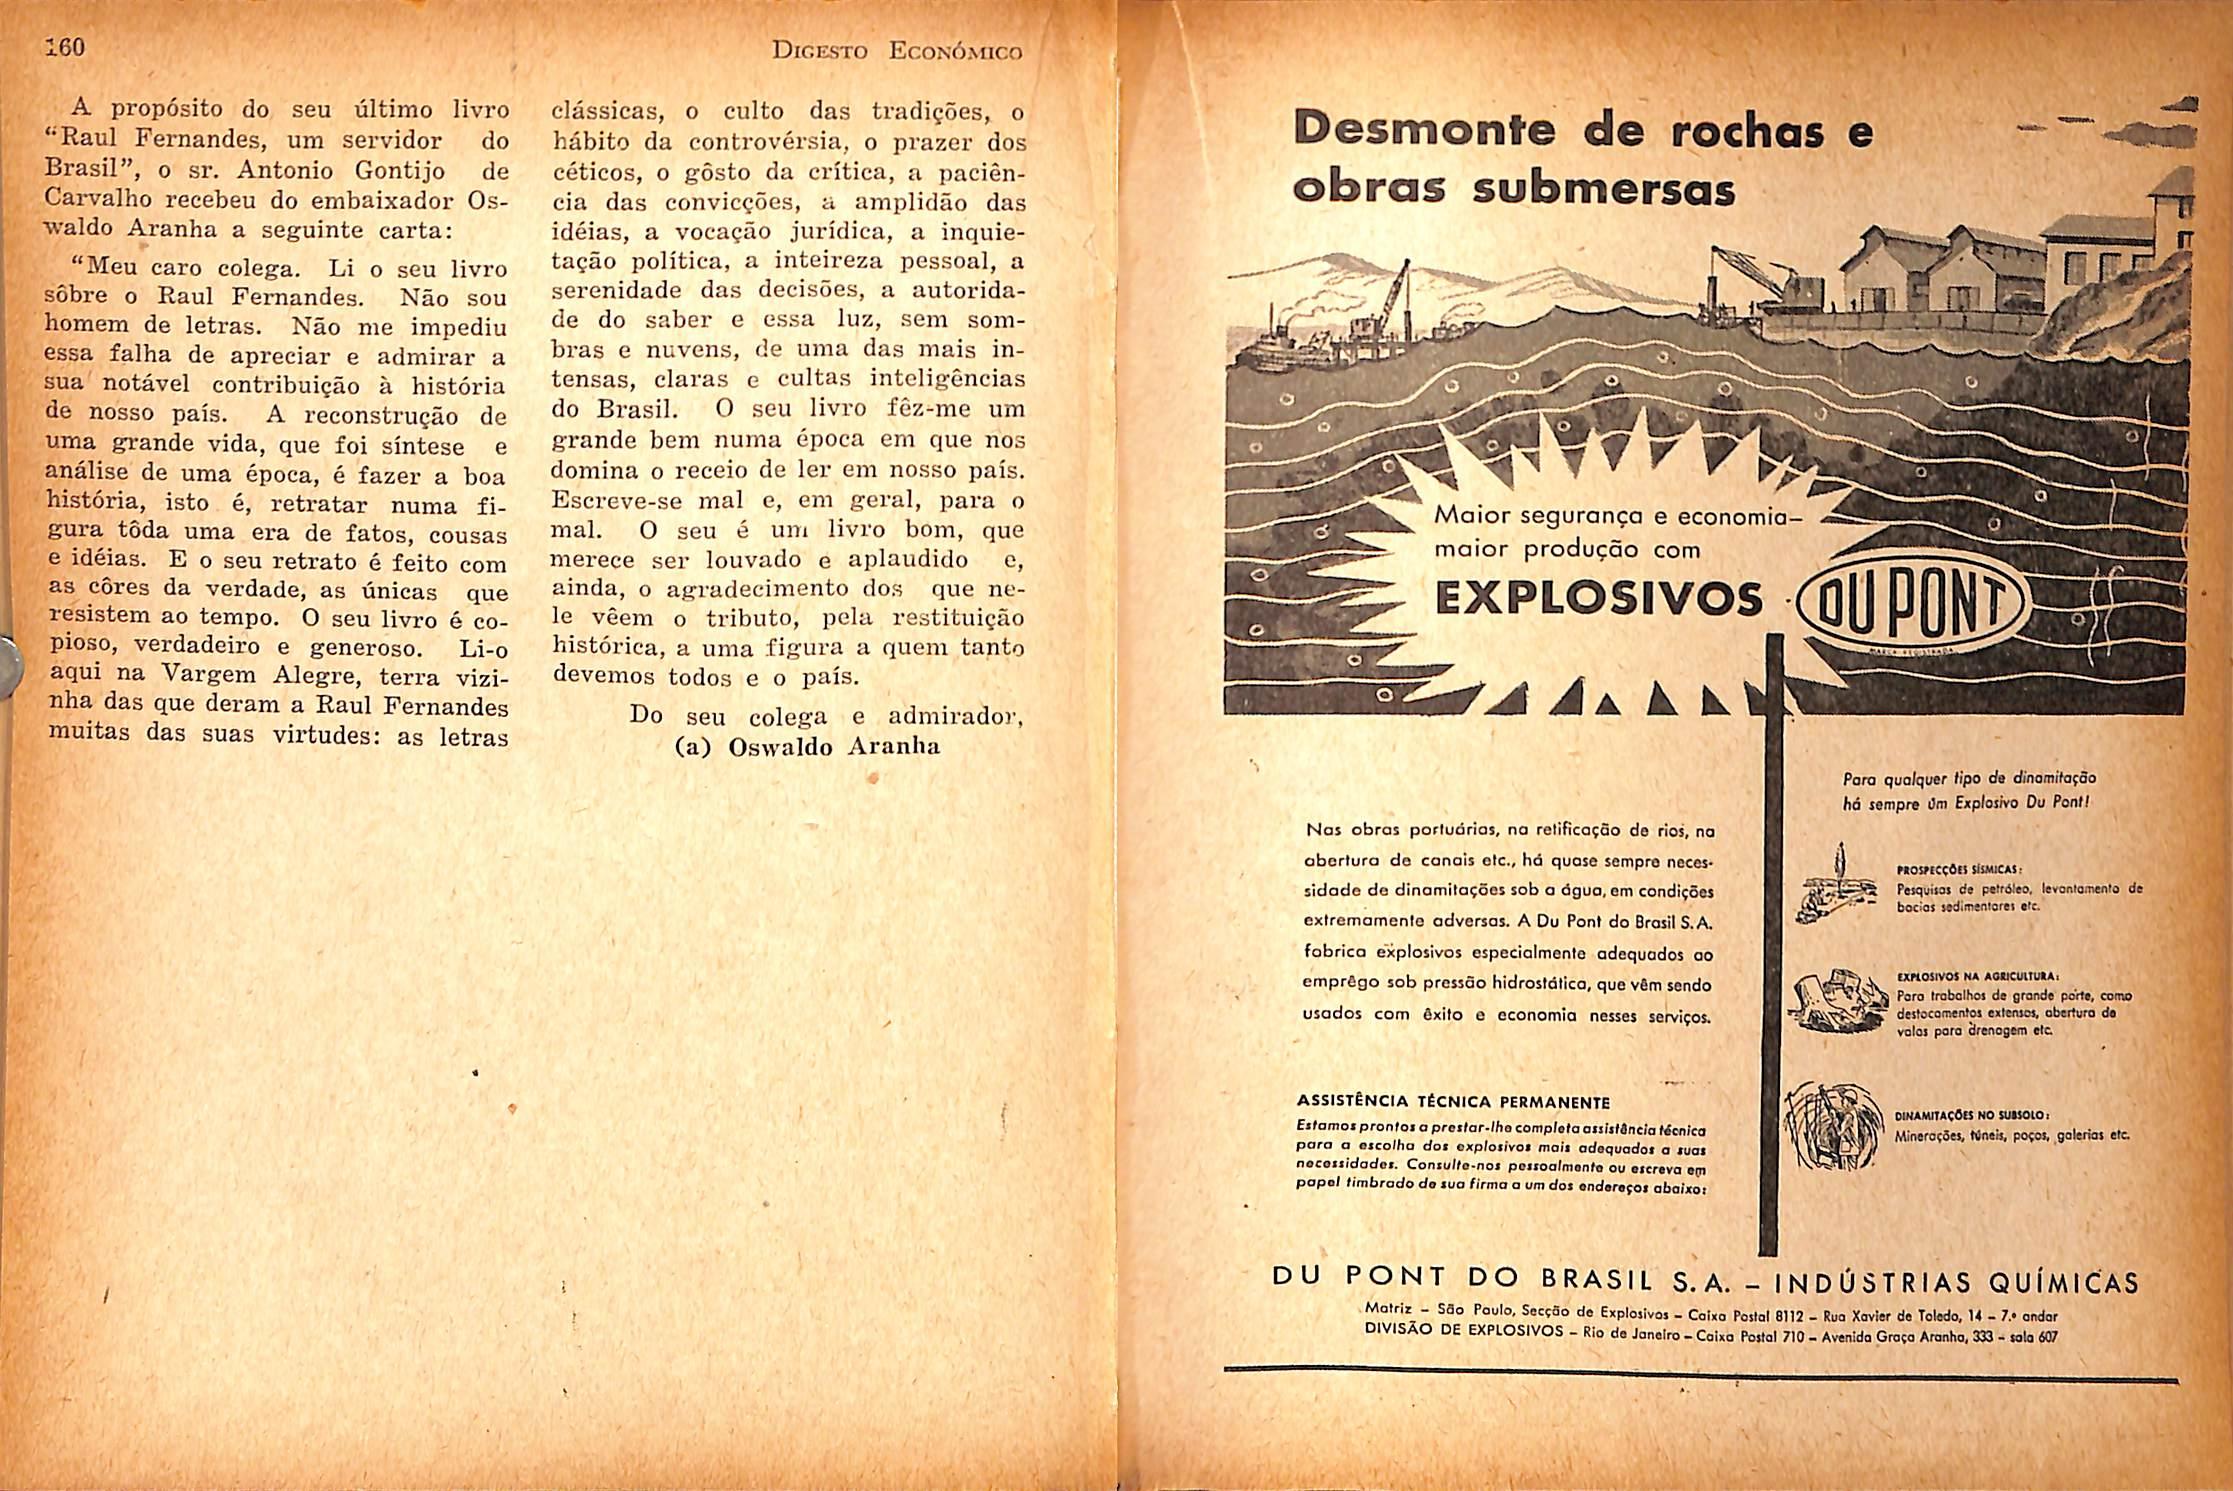 160
DIGESTO ECONÓMICO
A propósito do seu último livro
“Raul Fernandes, um servidor do
Brasil”, o sr. Antonio Gontijo de
Carvalho recebeu do embaixador Os-
waldo Aranha a seguinte carta:
“Meu caro colega. Li o seu livro
sôbre o Raul Fernandes. Não sou
homem de letras. Não me impediu
essa falha de apreciar e admirar a
sua notável contribuição à história
de nosso país. A reconstrução de
uma grande vida, que foi síntese e
análise de uma época, é fazer a boa
história, isto é, retratar numa fi-
gura tôda uma era de fatos, cousas
e idéias. E o seu retrato é feito com
as côres da verdade, as únicas que
resistem ao tempo. O seu livro é co-
pioso, verdadeiro e generoso. Li-o
aqui na Vargem Alegre, terra vizi-
nha das que deram a Raul Fernandes
muitas das suas virtudes: as letras
clássicas, o culto das tradições, o
hábito da controvérsia, o prazer dos
céticos, o gôsto da crítica, a paciên-
cia das convicções, a amplidão das
idéias, a vocação jurídica, a inquie-
tação política, a inteireza pessoal, a
serenidade das decisões, a autorida-
de do saber e essa luz, sem som-
bras e nuvens, de uma das mais in-
tensas, claras e cultas inteligências
do Brasil. O seu livro fêz-me um
grande bem numa época em que nos
domina o receio de ler em nosso país.
Escreve-se mal e, em geral, para o
mal. O seu é um livro bom, que
merece ser louvado e aplaudido e,
ainda, o agradecimento dos que ne-
le vêem o tributo, pela restituição
histórica, a uma figura a quem tanto
devemos todos e o país.
Do seu colega e admirador,
(a) Oswaldo Aranha
Desmonte de rochas e
obras submersas
Maior segurança e economia—
maior produção com
EXPLOSIVOS DU PONT
MARCA REGISTRADA
Nas obras portuárias, na retificação de rios, na
abertura de canais etc., há quase sempre neces-
sidade de dinamitações sob a água, em condições
extremamente adversas. A Du Pont do Brasil S.A.
fabrica explosivos especialmente adequados ao
emprêgo sob pressão hidrostática, que vêm sendo
usados com êxito e economia nesses serviços.
ASSISTÊNCIA TÉCNICA PERMANENTE
Estamos prontos a prestar-lhe completa assistência técnica
para a escolha dos explosivos mais adequados a suas
necessidades. Consulte-nos pessoalmente ou escreva em
papel timbrado de sua firma a um dos endereços abaixo:
Para qualquer tipo de dinamitação
há sempre um Explosivo Du Pont!
PROSPECÇÕES SÍSMICAS:
Pesquisas de petróleo, levantamento de
bacias sedimentares etc.
EXPLOSIVOS NA AGRICULTURA:
Para trabalhos de grande porte, como
destocamentos extensos, abertura de
valas para drenagem etc.
DINAMITAÇÕES NO SUBSOLO:
Minerações, túneis, poços, galerias etc.
DU PONT DO BRASIL S.A. – INDÚSTRIAS QUÍMICAS
Matriz – São Paulo, Secção de Explosivos – Caixa Postal 8112 – Rua Xavier de Toledo, 14 – 7.º andar
DIVISÃO DE EXPLOSIVOS – Rio de Janeiro – Caixa Postal 710 – Avenida Graça Aranha, 333 – sala 607